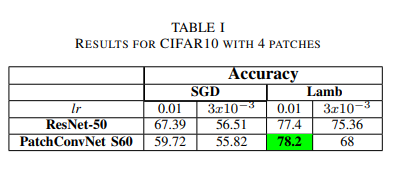 TABLE I
RESULTS FOR CIFAR10 WITH 4 PATCHES
Accuracy
SGD Lamb
lr 0.01 3x10−3 0.01 3x10−3
ResNet-50 67.39 56.51 77.4 75.36
PatchConvNet S60 59.72 55.82 78.2 68